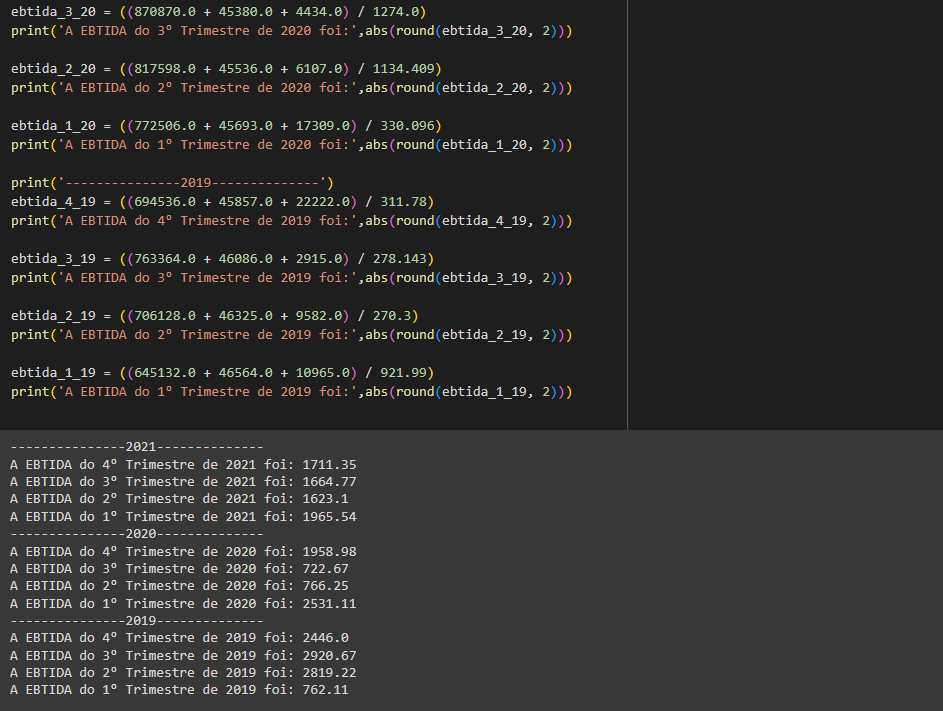 ebtida_3_20 = ((870870.0 + 45380.0 + 4434.0) / 1274.0)
print('A EBTIDA do 3º Trimestre de 2020 foi:',abs(round(ebtida_3_20, 2)))
ebtida_2_20 = ((817598.0 + 45536.0 + 6107.0) / 1134.409)
print('A EBTIDA do 2º Trimestre de 2020 foi:',abs(round(ebtida_2_20, 2)))
ebtida_1_20 = ((772506.0 + 45693.0 + 17309.0) / 330.096)
print('A EBTIDA do 1º Trimestre de 2020 foi:',abs(round(ebtida_1_20, 2)))
print('---------------2019--------------')
ebtida_4_19 = ((694536.0 + 45857.0 + 22222.0) / 311.78)
print('A EBTIDA do 4º Trimestre de 2019 foi:',abs(round(ebtida_4_19, 2)))
ebtida_3_19 = ((763364.0 + 46086.0 + 2915.0) / 278.143)
print('A EBTIDA do 3º Trimestre de 2019 foi:',abs(round(ebtida_3_19, 2)))
ebtida_2_19 = ((706128.0 + 46325.0 + 9582.0) / 270.3)
print('A EBTIDA do 2º Trimestre de 2019 foi:',abs(round(ebtida_2_19, 2)))
ebtida_1_19 = ((645132.0 + 46564.0 + 10965.0) / 921.99)
print('A EBTIDA do 1º Trimestre de 2019 foi:',abs(round(ebtida_1_19, 2)))
---------------2021--------------
A EBTIDA do 4º Trimestre de 2021 foi: 1711.35
A EBTIDA do 3º Trimestre de 2021 foi: 1664.77
A EBTIDA do 2º Trimestre de 2021 foi: 1623.1
A EBTIDA do 1º Trimestre de 2021 foi: 1965.54
---------------2020--------------
A EBTIDA do 4º Trimestre de 2020 foi: 1958.98
A EBTIDA do 3º Trimestre de 2020 foi: 722.67
A EBTIDA do 2º Trimestre de 2020 foi: 766.25
A EBTIDA do 1º Trimestre de 2020 foi: 2531.11
---------------2019--------------
A EBTIDA do 4º Trimestre de 2019 foi: 2446.0
A EBTIDA do 3º Trimestre de 2019 foi: 2920.67
A EBTIDA do 2º Trimestre de 2019 foi: 2819.22
A EBTIDA do 1º Trimestre de 2019 foi: 762.11